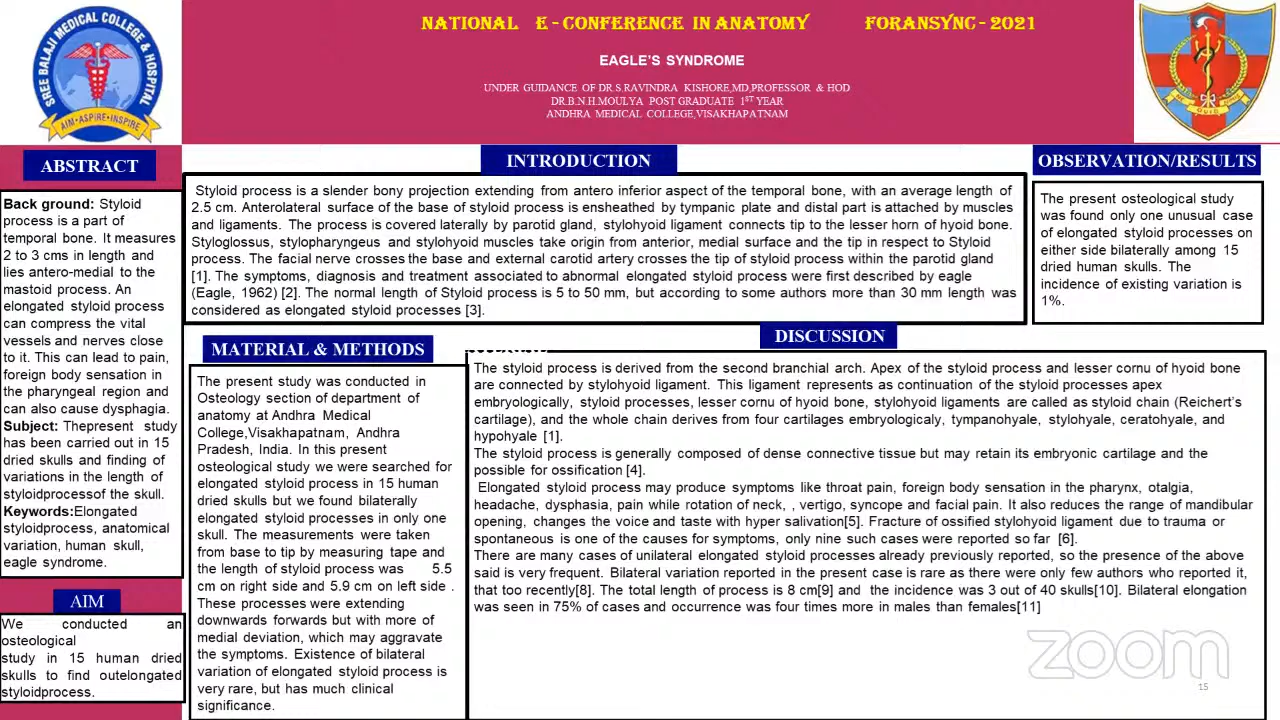 SREE BALAJI MEDICAL COLLEGE & HOSPITAL
AIM-ASPIRE-INSPIRE
NATIONAL E - CONFERENCE IN ANATOMY FORANSYNC - 2021
EAGLE'S SYNDROME
UNDER GUIDANCE OF DR.S.RAVINDRA KISHORE,MD,PROFESSOR & HOD
DR.B.N.H.MOULYA POST GRADUATE 1ST YEAR
ANDHRA MEDICAL COLLEGE,VISAKHAPATNAM
ABSTRACT
Back ground: Styloid
process is a part of
temporal bone. It measures
2 to 3 cms in length and
lies antero-medial to the
mastoid process. An
elongated styloid process
can compress the vital
vessels and nerves close
to it. This can lead to pain,
foreign body sensation in
the pharyngeal region and
can also cause dysphagia.
Subject: Thepresent study
has been carried out in 15
dried skulls and finding of
variations in the length of
styloidprocessof the skull.
Keywords:Elongated
styloidprocess, anatomical
variation, human skull,
eagle syndrome.
AIM
We conducted an
osteological
study in 15 human dried
skulls to find outelongated
styloidprocess.
INTRODUCTION
Styloid process is a slender bony projection extending from antero inferior aspect of the temporal bone, with an average length of
2.5 cm. Anterolateral surface of the base of styloid process is ensheathed by tympanic plate and distal part is attached by muscles
and ligaments. The process is covered laterally by parotid gland, stylohyoid ligament connects tip to the lesser horn of hyoid bone.
Styloglossus, stylopharyngeus and stylohyoid muscles take origin from anterior, medial surface and the tip in respect to Styloid
process. The facial nerve crosses the base and external carotid artery crosses the tip of styloid process within the parotid gland
[1]. The symptoms, diagnosis and treatment associated to abnormal elongated styloid process were first described by eagle
(Eagle, 1962) [2]. The normal length of Styloid process is 5 to 50 mm, but according to some authors more than 30 mm length was
considered as elongated styloid processes [3].
MATERIAL & METHODS
The present study was conducted in
Osteology section of department of
anatomy at Andhra Medical
College,Visakhapatnam, Andhra
Pradesh, India. In this present
osteological study we were searched for
elongated styloid process in 15 human
dried skulls but we found bilaterally
elongated styloid processes in only one
skull. The measurements were taken
from base to tip by measuring tape and
the length of styloid process was 5.5
cm on right side and 5.9 cm on left side .
These processes were extending
downwards forwards but with more of
medial deviation, which may aggravate
the symptoms. Existence of bilateral
variation of elongated styloid process is
very rare, but has much clinical
significance.
OBSERVATION/RESULTS
The present osteological study
was found only one unusual case
of elongated styloid processes on
either side bilaterally among 15
dried human skulls. The
incidence of existing variation is
1%.
DISCUSSION
The styloid process is derived from the second branchial arch. Apex of the styloid process and lesser cornu of hyoid bone
are connected by stylohyoid ligament. This ligament represents as continuation of the styloid processes apex
embryologically, styloid processes, lesser cornu of hyoid bone, stylohyoid ligaments are called as styloid chain (Reichert's
cartilage), and the whole chain derives from four cartilages embryologicaly, tympanohyale, stylohyale, ceratohyale, and
hypohyale [1].
The styloid process is generally composed of dense connective tissue but may retain its embryonic cartilage and the
possible for ossification [4].
Elongated styloid process may produce symptoms like throat pain, foreign body sensation in the pharynx, otalgia,
headache, dysphasia, pain while rotation of neck, , vertigo, syncope and facial pain. It also reduces the range of mandibular
opening, changes the voice and taste with hyper salivation[5]. Fracture of ossified stylohyoid ligament due to trauma or
spontaneous is one of the causes for symptoms, only nine such cases were reported so far [6].
There are many cases of unilateral elongated styloid processes already previously reported, so the presence of the above
said is very frequent. Bilateral variation reported in the present case is rare as there were only few authors who reported it,
that too recently[8]. The total length of process is 8 cm[9] and the incidence was 3 out of 40 skulls[10]. Bilateral elongation
was seen in 75% of cases and occurrence was four times more in males than females[11]
zoom
15